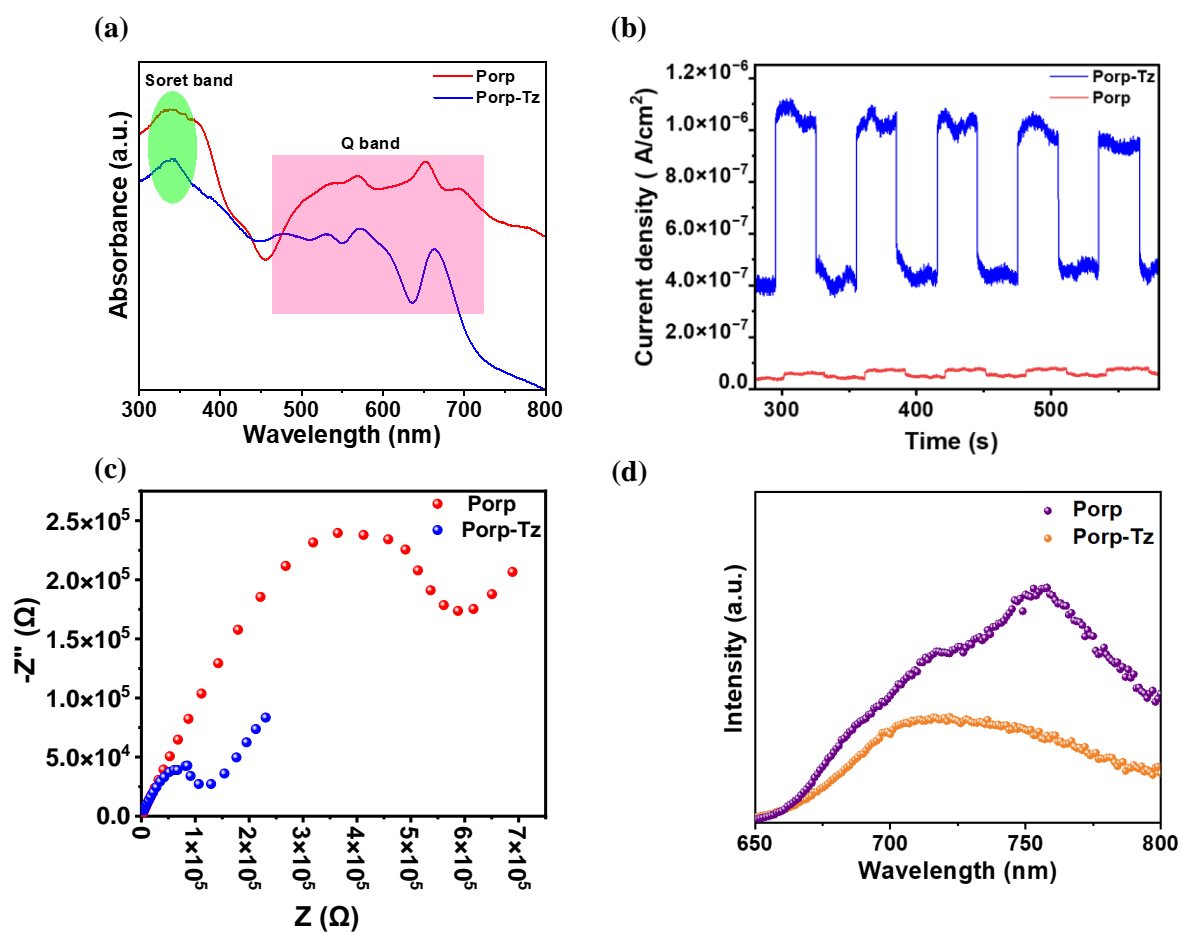 (a)
Soret band
Porp
Porp-Tz
Q band
Absorbance (a.u.)
300 400 500 600 700 800
Wavelength (nm)
(b)
1.2×10⁻⁶
1.0×10⁻⁶
8.0×10⁻⁷
6.0×10⁻⁷
4.0×10⁻⁷
2.0×10⁻⁷
0.0
Porp-Tz
Porp
Current density ( A/cm²)
300 400 500
Time (s)
(c)
Porp
Porp-Tz
2.5×10⁵
2.0×10⁵
1.5×10⁵
1.0×10⁵
5.0×10⁴
0.0
-Z" (Ω)
0 1×10⁵ 2×10⁵ 3×10⁵ 4×10⁵ 5×10⁵ 6×10⁵ 7×10⁵
Z (Ω)
(d)
Porp
Porp-Tz
Intensity (a.u.)
650 700 750 800
Wavelength (nm)